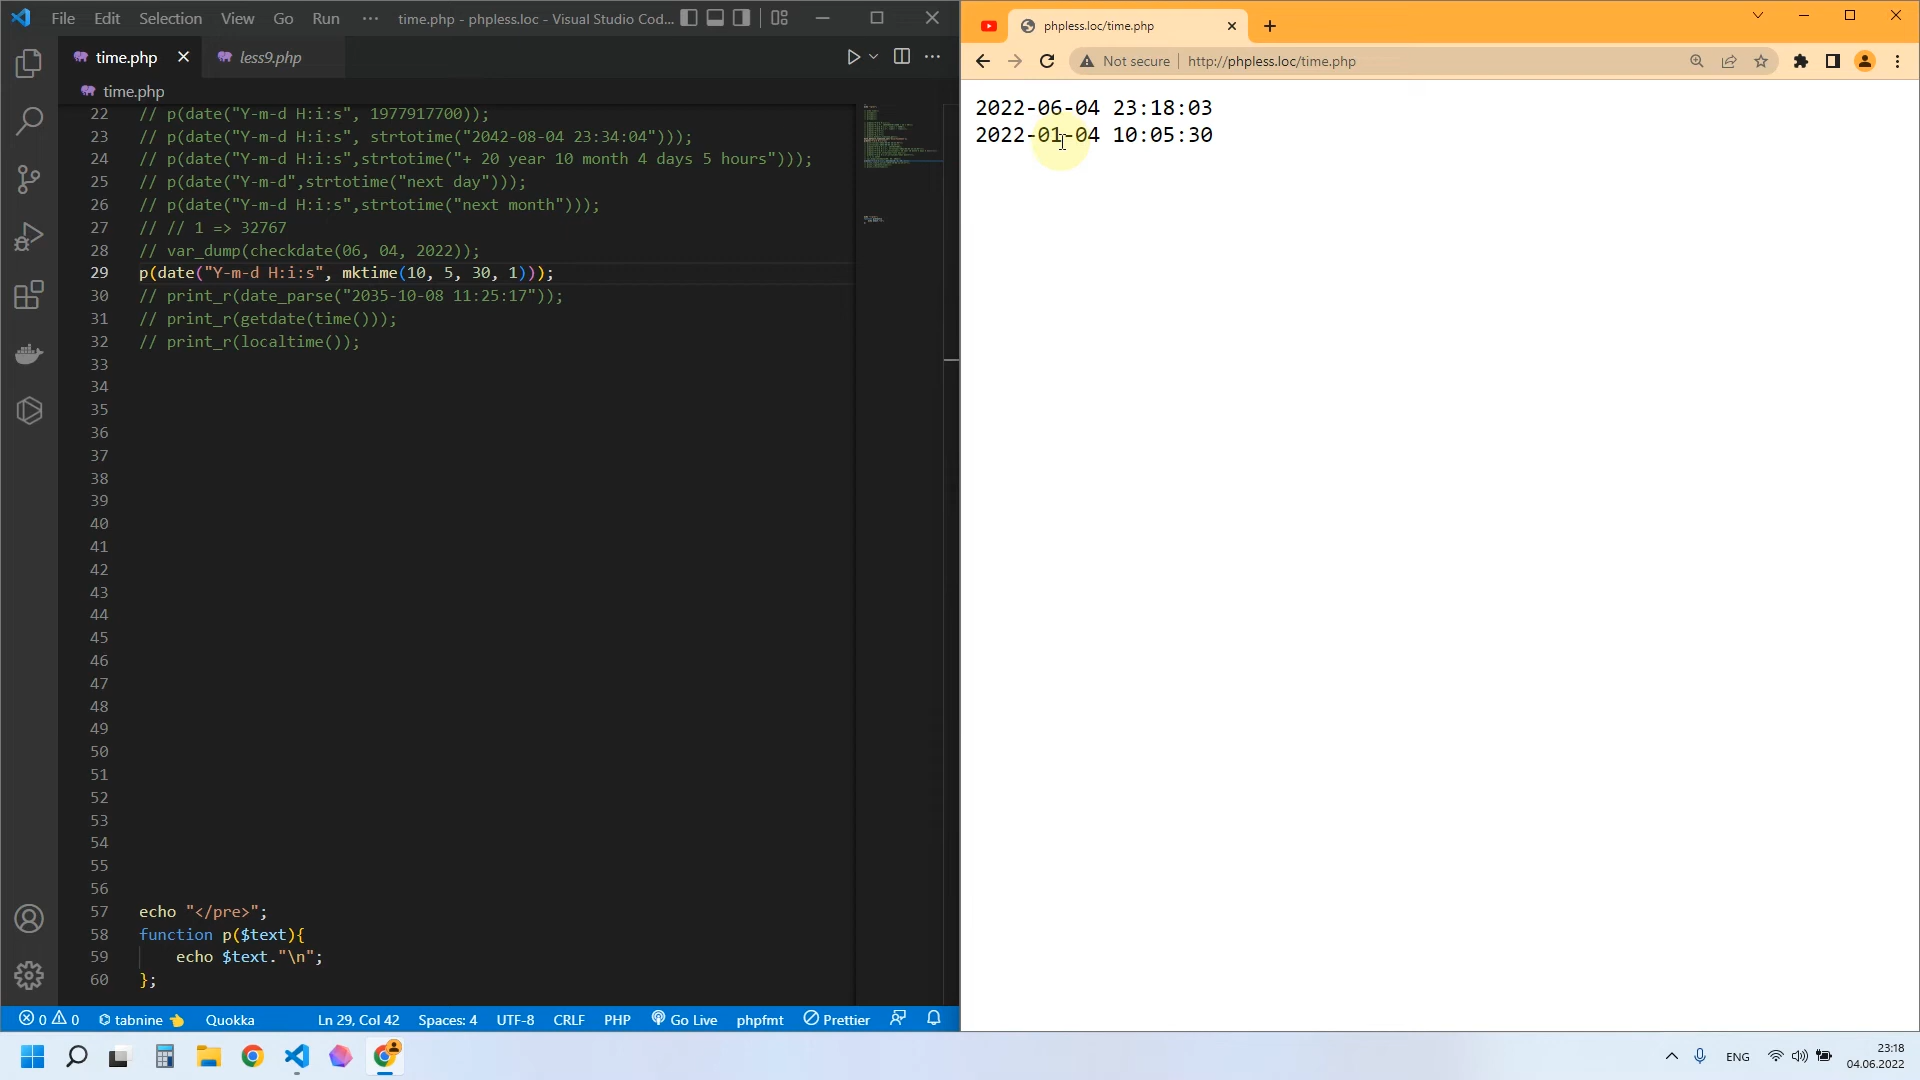 File Edit Selection View Go Run ··· time.php - phpless.loc - Visual Studio Cod...
time.php less9.php
time.php
22 // p(date("Y-m-d H:i:s", 1977917700));
23 // p(date("Y-m-d H:i:s", strtotime("2042-08-04 23:34:04")));
24 // p(date("Y-m-d H:i:s",strtotime("+ 20 year 10 month 4 days 5 hours")));
25 // p(date("Y-m-d",strtotime("next day")));
26 // p(date("Y-m-d H:i:s",strtotime("next month")));
27 // // 1 => 32767
28 // var_dump(checkdate(06, 04, 2022));
29 p(date("Y-m-d H:i:s", mktime(10, 5, 30, 1)));
30 // print_r(date_parse("2035-10-08 11:25:17"));
31 // print_r(getdate(time()));
32 // print_r(localtime());
33
34
35
36
37
38
39
40
41
42
43
44
45
46
47
48
49
50
51
52
53
54
55
56
57 echo "</pre>";
58 function p($text){
59 echo $text."\n";
60 };
0 0 tabnine Quokka Ln 29, Col 42 Spaces: 4 UTF-8 CRLF PHP Go Live phpfmt Prettier
phpless.loc/time.php
Not secure http://phpless.loc/time.php
2022-06-04 23:18:03
2022-01-04 10:05:30
ENG
23:18
04.06.2022